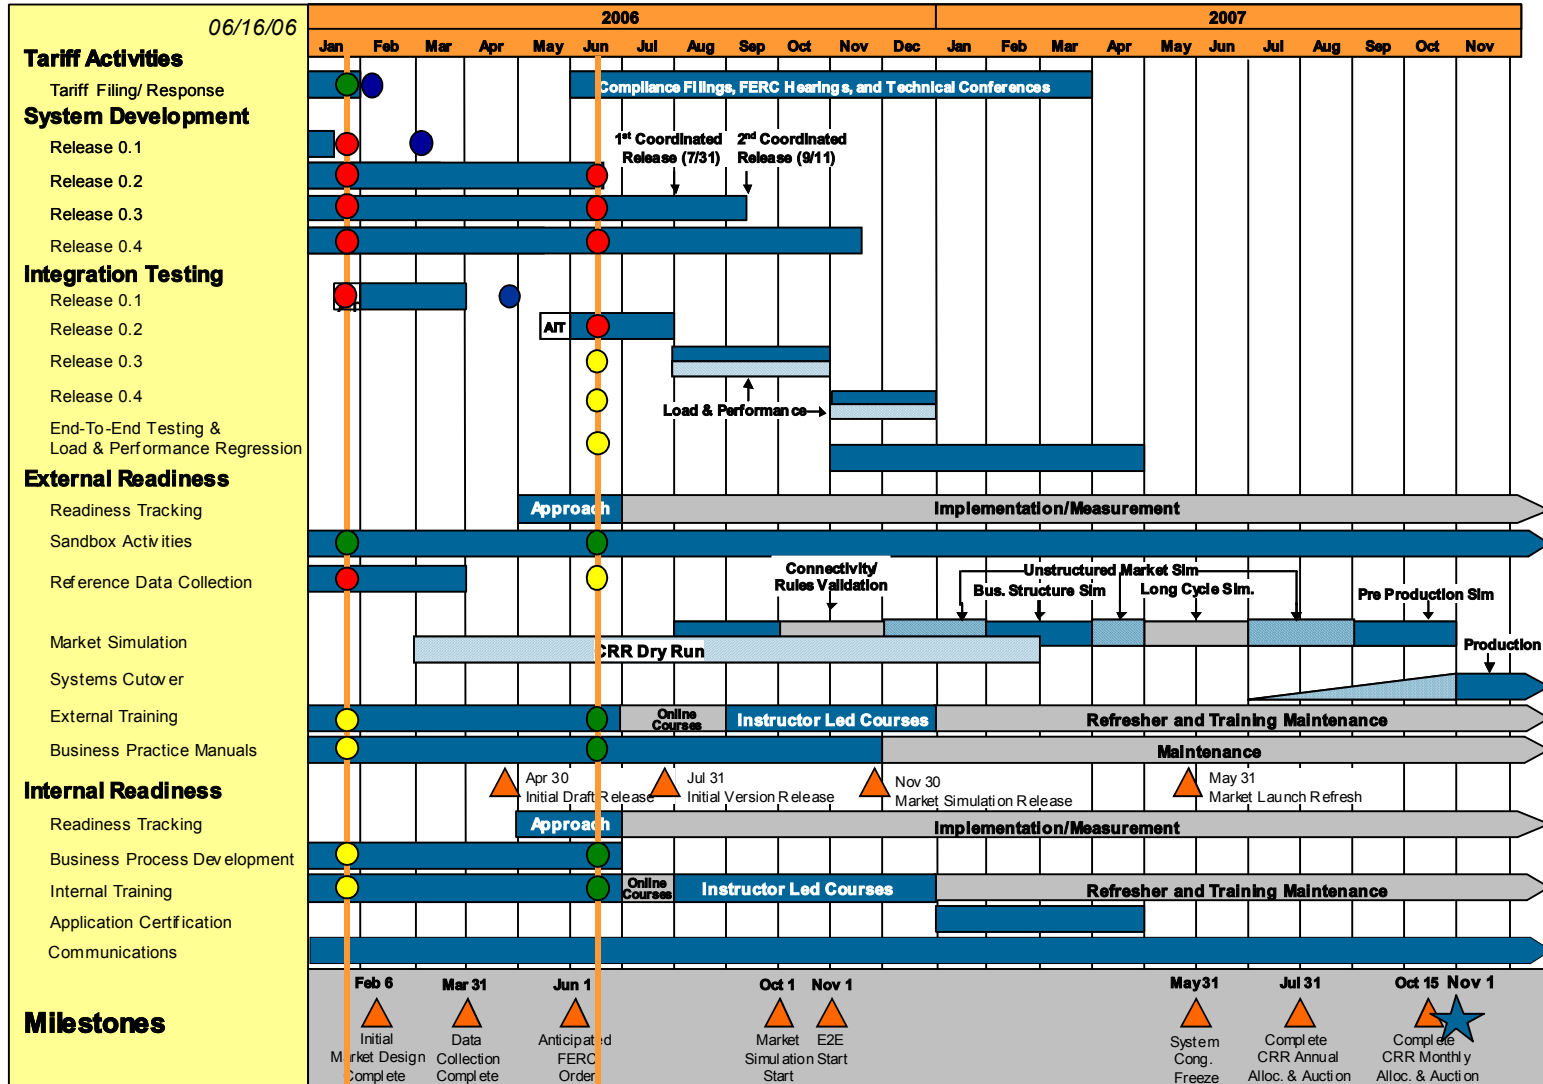 06/16/06
2006
2007
Jan Feb Mar Apr May Jun Jul Aug Sep Oct Nov Dec Jan Feb Mar Apr May Jun Jul Aug Sep Oct Nov
Tariff Activities
Tariff Filing/ Response
Compliance Filings, FERC Hearings, and Technical Conferences
System Development
Release 0.1
1st Coordinated
Release (7/31)
2nd Coordinated
Release (9/11)
Release 0.2
Release 0.3
Release 0.4
Integration Testing
Release 0.1
Release 0.2
AIT
Release 0.3
Release 0.4
Load & Performance
End-To-End Testing &
Load & Performance Regression
External Readiness
Readiness Tracking
Approach
Implementation/Measurement
Sandbox Activities
Reference Data Collection
Connectivity/
Rules Validation
Unstructured Market Sim
Bus. Structure Sim
Long Cycle Sim.
Pre Production Sim
Market Simulation
CRR Dry Run
Production
Systems Cutover
External Training
Online
Courses
Instructor Led Courses
Refresher and Training Maintenance
Business Practice Manuals
Maintenance
Apr 30
Initial Draft Release
Jul 31
Initial Version Release
Nov 30
Market Simulation Release
May 31
Market Launch Refresh
Internal Readiness
Readiness Tracking
Approach
Implementation/Measurement
Business Process Development
Internal Training
Online
Courses
Instructor Led Courses
Refresher and Training Maintenance
Application Certification
Communications
Milestones
Feb 6
Initial
Market Design
Complete
Mar 31
Data
Collection
Complete
Jun 1
Anticipated
FERC
Order
Oct 1
Market
Simulation
Start
Nov 1
E2E
Start
May 31
System
Cong.
Freeze
Jul 31
Complete
CRR Annual
Alloc. & Auction
Oct 15
Complete
CRR Monthly
Alloc. & Auction
Nov 1